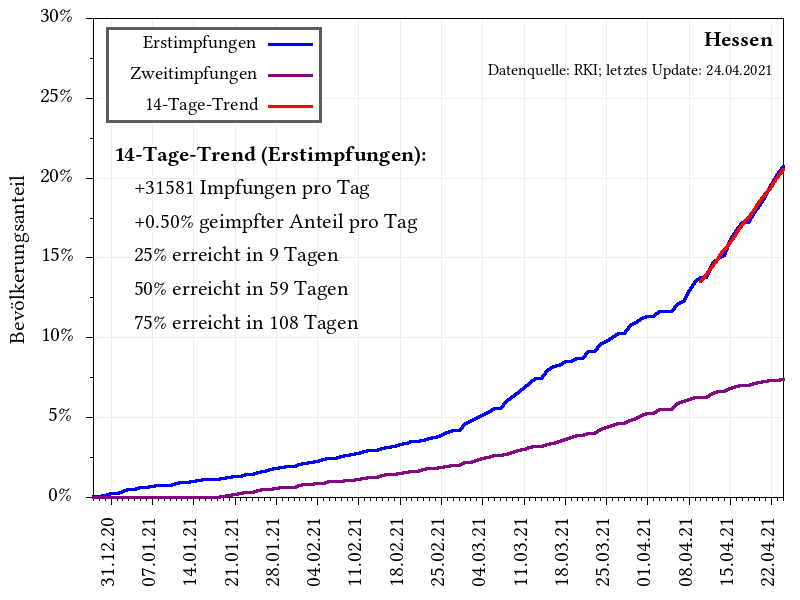 30%
25%
20%
15%
10%
5%
0%
Bevölkerungsanteil
Erstimpfungen
Zweitimpfungen
14-Tage-Trend
Hessen
Datenquelle: RKI; letztes Update: 24.04.2021
14-Tage-Trend (Erstimpfungen):
+31581 Impfungen pro Tag
+0.50% geimpfter Anteil pro Tag
25% erreicht in 9 Tagen
50% erreicht in 59 Tagen
75% erreicht in 108 Tagen
31.12.20
07.01.21
14.01.21
21.01.21
28.01.21
04.02.21
11.02.21
18.02.21
25.02.21
04.03.21
11.03.21
18.03.21
25.03.21
01.04.21
08.04.21
15.04.21
22.04.21